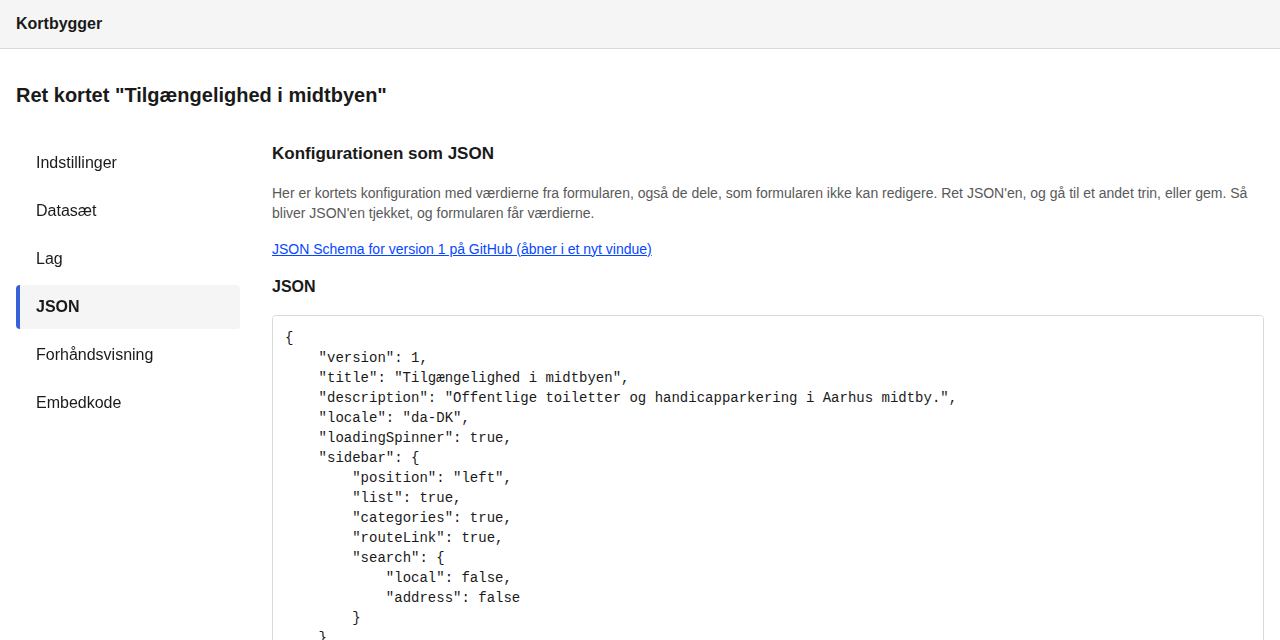 Kortbygger
Ret kortet "Tilgængelighed i midtbyen"
Indstillinger
Datasæt
Lag
JSON
Forhåndsvisning
Embedkode
Konfigurationen som JSON
Her er kortets konfiguration med værdierne fra formularen, også de dele, som formularen ikke kan redigere. Ret JSON'en, og gå til et andet trin, eller gem. Så
bliver JSON'en tjekket, og formularen får værdierne.
JSON Schema for version 1 på GitHub (åbner i et nyt vindue)
JSON
{
    "version": 1,
    "title": "Tilgængelighed i midtbyen",
    "description": "Offentlige toiletter og handicapparkering i Aarhus midtby.",
    "locale": "da-DK",
    "loadingSpinner": true,
    "sidebar": {
        "position": "left",
        "list": true,
        "categories": true,
        "routeLink": true,
        "search": {
            "local": false,
            "address": false
        }
    }